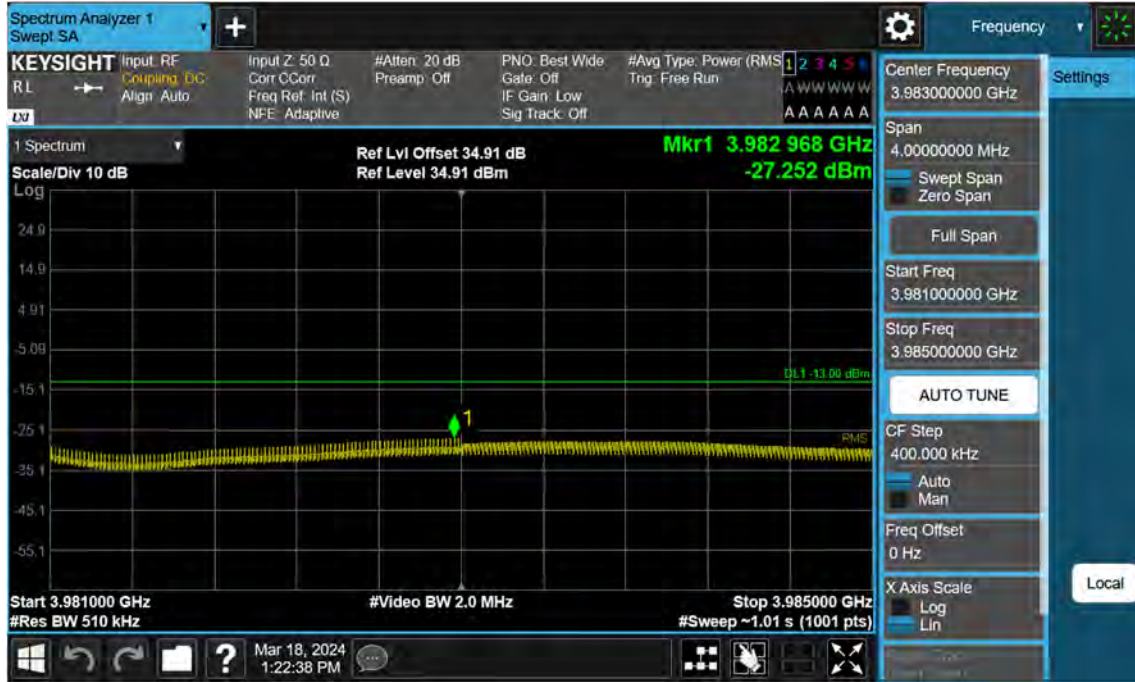 Spectrum Analyzer 1
Swept SA
Frequency
KEYSIGHT
RL
LXI
Input: RF
Coupling: DC
Align: Auto
Input Z: 50 Ω
Corr CCorr
Freq Ref: Int (S)
NFE: Adaptive
#Atten: 20 dB
Preamp: Off
PNO: Best Wide
Gate: Off
IF Gain: Low
Sig Track: Off
#Avg Type: Power (RMS
Trig: Free Run
1 2 3 4 5 6
A W W W W W
A A A A A A
1 Spectrum
Scale/Div 10 dB
Log
Ref Lvl Offset 34.91 dB
Ref Level 34.91 dBm
Mkr1 3.982 968 GHz
-27.252 dBm
24.9
14.9
4.91
-5.09
-15.1
-25.1
-35.1
-45.1
-55.1
DL1 -13.00 dBm
1
RMS
Start 3.981000 GHz
#Res BW 510 kHz
#Video BW 2.0 MHz
Stop 3.985000 GHz
#Sweep ~1.01 s (1001 pts)
Mar 18, 2024
1:22:38 PM
Center Frequency
3.983000000 GHz
Span
4.00000000 MHz
Swept Span
Zero Span
Full Span
Start Freq
3.981000000 GHz
Stop Freq
3.985000000 GHz
AUTO TUNE
CF Step
400.000 kHz
Auto
Man
Freq Offset
0 Hz
X Axis Scale
Log
Lin
Settings
Local